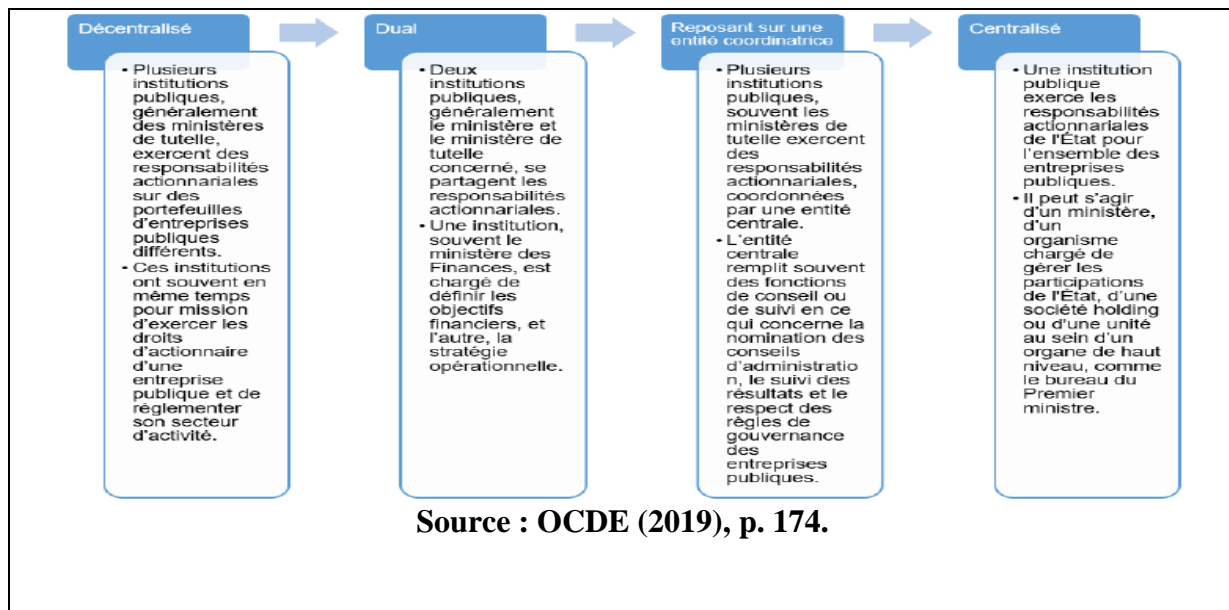 Décentralisé
• Plusieurs
institutions
publiques,
généralement
des ministères
de tutelle,
exercent des
responsabilités
actionnariales
sur des
portefeuilles
d'entreprises
publiques
différents.
• Ces institutions
ont souvent en
même temps
pour mission
d'exercer les
droits
d'actionnaire
d'une
entreprise
publique et de
réglementer
son secteur
d'activité.
Dual
• Deux
institutions
publiques,
généralement
le ministère et
le ministère de
tutelle
concerné, se
partagent les
responsabilités
actionnariales.
• Une institution,
souvent le
ministère des
Finances, est
chargé de
définir les
objectifs
financiers, et
l'autre, la
stratégie
opérationnelle.
Reposant sur une
entité coordinatrice
• Plusieurs
institutions
publiques,
souvent les
ministères de
tutelle exercent
des
responsabilités
actionnariales,
coordonnées
par une entité
centrale.
• L'entité
centrale
remplit souvent
des fonctions
de conseil ou
de suivi en ce
qui concerne la
nomination des
conseils
d'administratio
n, le suivi des
résultats et le
respect des
règles de
gouvernance
des
entreprises
publiques.
Centralisé
• Une institution
publique
exerce les
responsabilités
actionnariales
de l'État pour
l'ensemble des
entreprises
publiques.
• Il peut s'agir
d'un ministère,
d'un
organisme
chargé de
gérer les
participations
de l'État, d'une
société holding
ou d'une unité
au sein d'un
organe de haut
niveau, comme
le bureau du
Premier
ministre.
Source : OCDE (2019), p. 174.